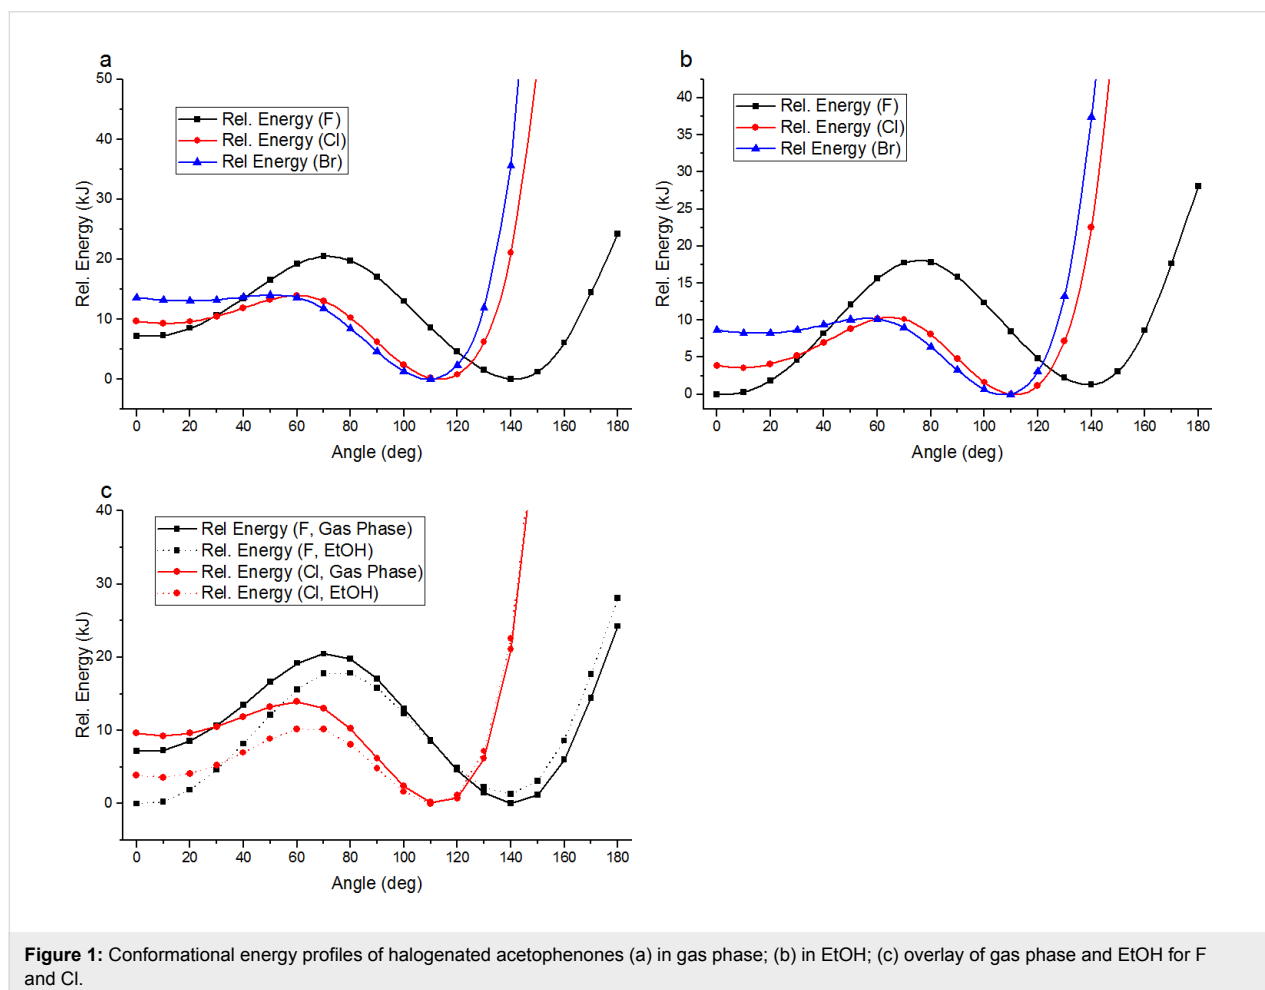 a
50
40
30
20
10
0
Rel. Energy (kJ)
Rel. Energy (F)
Rel. Energy (Cl)
Rel Energy (Br)
0 20 40 60 80 100 120 140 160 180
Angle (deg)
b
40
35
30
25
20
15
10
5
0
Rel. Energy (kJ)
Rel. Energy (F)
Rel. Energy (Cl)
Rel Energy (Br)
0 20 40 60 80 100 120 140 160 180
Angle (deg)
c
40
30
20
10
0
Rel. Energy (kJ)
Rel Energy (F, Gas Phase)
Rel. Energy (F, EtOH)
Rel. Energy (Cl, Gas Phase)
Rel. Energy (Cl, EtOH)
0 20 40 60 80 100 120 140 160 180
Angle (deg)
Figure 1: Conformational energy profiles of halogenated acetophenones (a) in gas phase; (b) in EtOH; (c) overlay of gas phase and EtOH for F
and Cl.